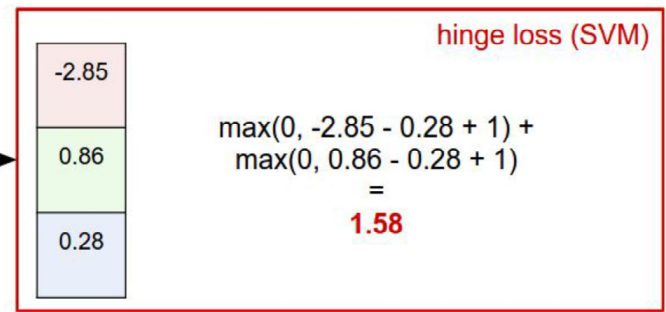 hinge loss (SVM)
-2.85
0.86
0.28
max(0, -2.85 - 0.28 + 1) +
max(0, 0.86 - 0.28 + 1)
=
1.58